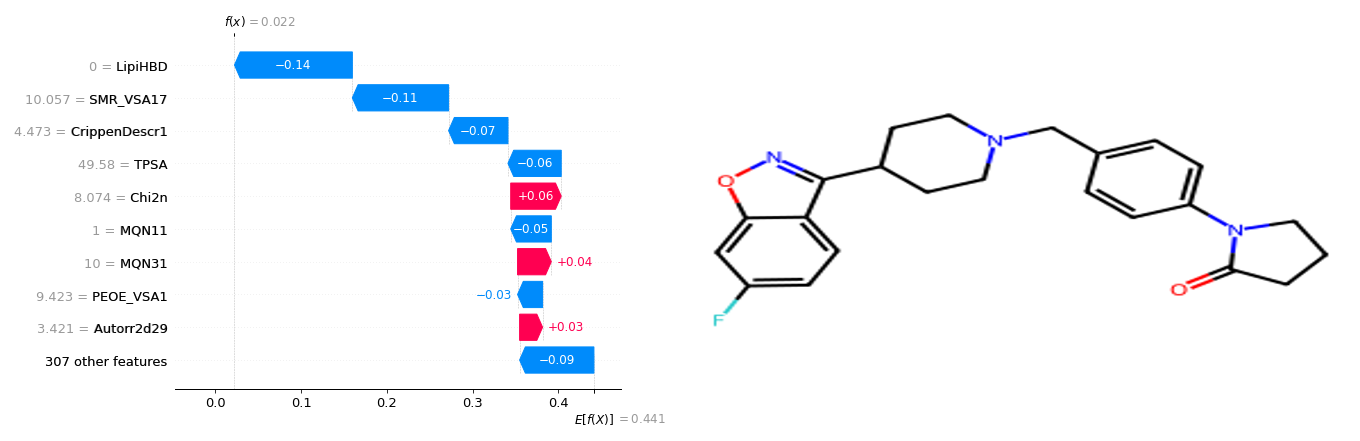 f(x) = 0.022
0 = LipiHBD
−0.14
10.057 = SMR_VSA17
−0.11
4.473 = CrippenDescr1
−0.07
49.58 = TPSA
−0.06
8.074 = Chi2n
+0.06
1 = MQN11
−0.05
10 = MQN31
+0.04
9.423 = PEOE_VSA1
−0.03
3.421 = Autorr2d29
+0.03
307 other features
−0.09
0.0 0.1 0.2 0.3 0.4
E[f(X)] = 0.441
N
O
N
F
N
O